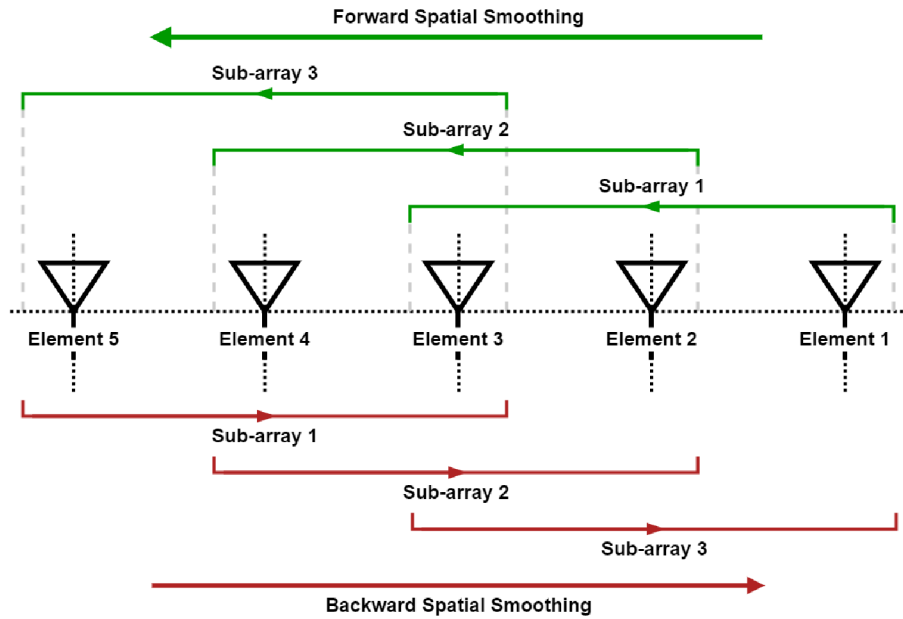 Forward Spatial Smoothing
Sub-array 3
Sub-array 2
Sub-array 1
Element 5 Element 4 Element 3 Element 2 Element 1
Sub-array 1
Sub-array 2
Sub-array 3
Backward Spatial Smoothing